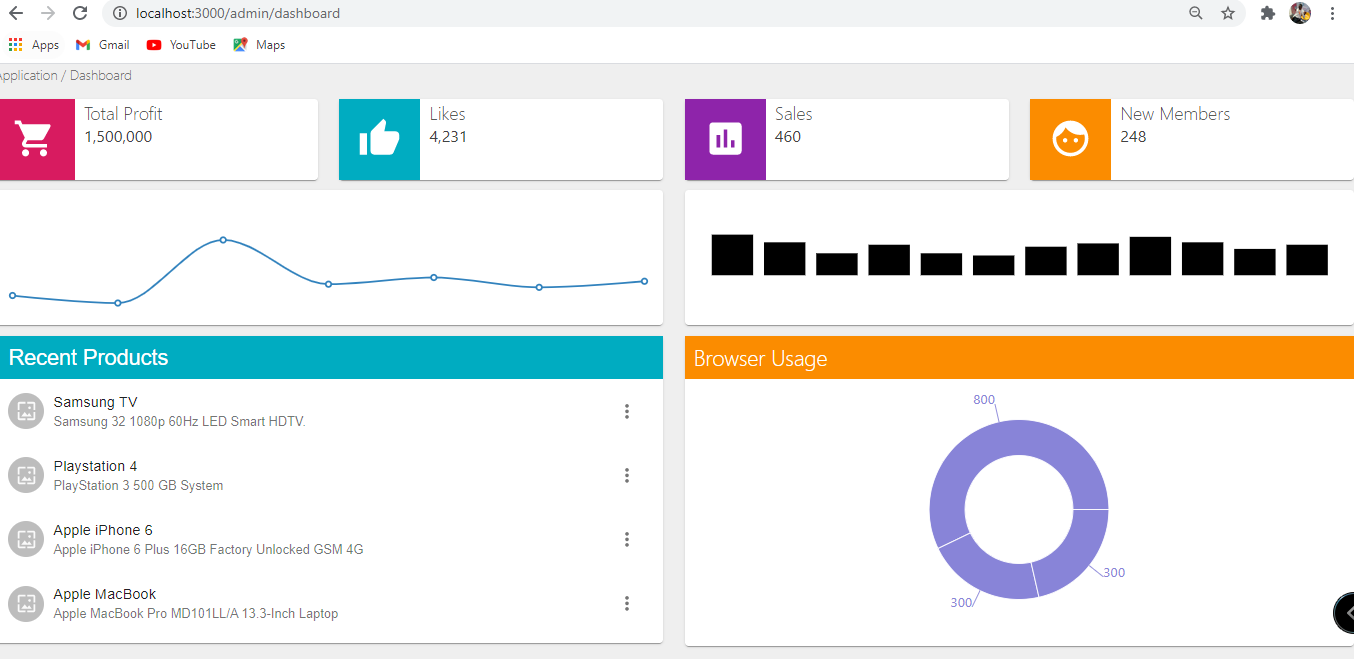 localhost:3000/admin/dashboard
Apps Gmail YouTube Maps
Application / Dashboard
Total Profit
1,500,000
Likes
4,231
Sales
460
New Members
248
Recent Products
Samsung TV
Samsung 32 1080p 60Hz LED Smart HDTV.
Playstation 4
PlayStation 3 500 GB System
Apple iPhone 6
Apple iPhone 6 Plus 16GB Factory Unlocked GSM 4G
Apple MacBook
Apple MacBook Pro MD101LL/A 13.3-Inch Laptop
Browser Usage
800
300
300